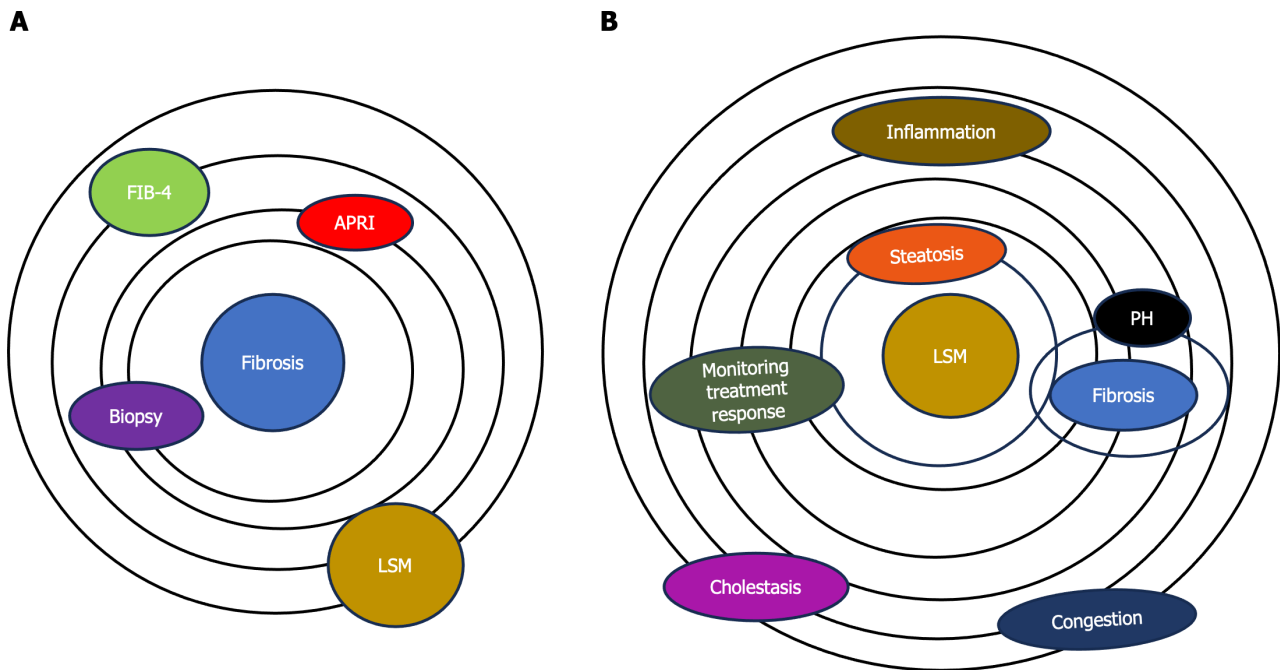 A
FIB-4
APRI
Fibrosis
Biopsy
LSM
B
Inflammation
Steatosis
PH
LSM
Monitoring
treatment
response
Fibrosis
Cholestasis
Congestion